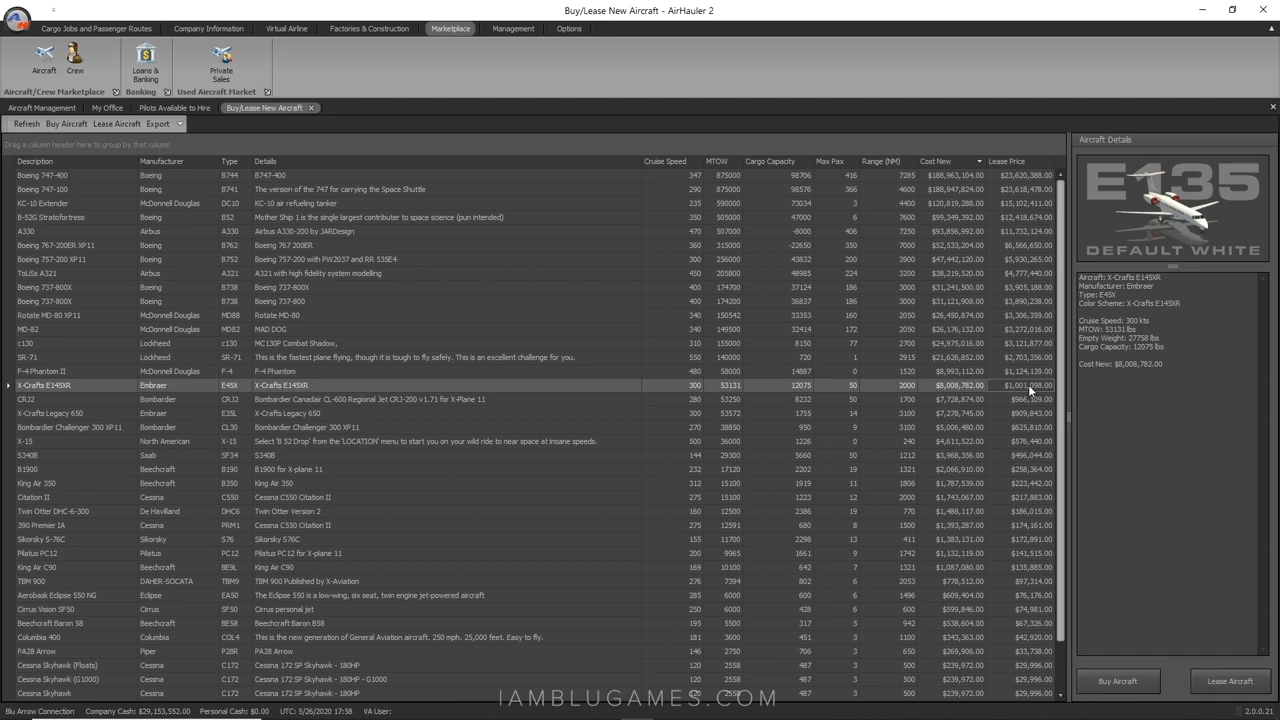 Buy/Lease New Aircraft - AirHauler 2
Cargo Jobs and Passenger Routes Company Information Virtual Airline Factories & Construction Marketplace Management Options
Aircraft Crew Loans & Banking Private Sales
Aircraft/Crew Marketplace Banking Used Aircraft Market
Aircraft Management My Office Pilots Available to Hire Buy/Lease New Aircraft
Refresh Buy Aircraft Lease Aircraft Export
Drag a column header here to group by that column
Description Manufacturer Type Details Cruise Speed MTOW Cargo Capacity Max Pax Range (NM) Cost New Lease Price
Boeing 747-400 Boeing B744 B747-400 347 875000 98706 416 7285 $188,963,104.00 $23,620,388.00
Boeing 747-100 Boeing B741 The version of the 747 for carrying the Space Shuttle 290 875000 98576 366 4600 $188,947,824.00 $23,618,478.00
KC-10 Extender McDonnell Douglas DC10 KC-10 air refueling tanker 235 590000 73034 3 4400 $120,819,288.00 $15,102,411.00
B-52G Stratofortress Boeing B52 Mother Ship 1 is the single largest contributor to space science (pun intended) 350 505000 47000 6 7600 $99,349,392.00 $12,418,674.00
A330 Airbus A330 Airbus A330-200 by JARDesign 470 507000 -8000 406 7250 $93,856,992.00 $11,732,124.00
Boeing 767-200ER XP11 Boeing B762 Boeing 767 200ER 360 315000 -22650 350 7000 $52,533,204.00 $6,566,650.00
Boeing 757-200 XP11 Boeing B752 Boeing 757-200 with PW2037 and RR 535E4 300 256000 43832 200 3900 $47,442,120.00 $5,930,265.00
ToLiSs A321 Airbus A321 A321 with high fidelity system modelling 450 205800 48985 224 3200 $38,219,520.00 $4,777,440.00
Boeing 737-800X Boeing B738 Boeing 737-800X 400 174700 37124 186 3106 $31,241,500.00 $3,905,188.00
Boeing 737-800X Boeing B738 Boeing 737-800 400 174200 36837 186 3106 $31,121,908.00 $3,890,238.00
Rotate MD-80 XP11 McDonnell Douglas MD88 Rotate MD-80 340 150542 33353 160 2504 $26,450,874.00 $3,306,359.00
MD-82 McDonnell Douglas MD82 MAD DOG 340 149500 32414 172 2050 $26,176,132.00 $3,272,016.00
c130 Lockheed c130 MC130P Combat Shadow, 310 155000 33150 77 2100 $24,975,016.00 $3,121,877.00
SR-71 Lockheed SR-71 This is the fastest plane flying, though it is tough to fly safely. This is an excellent challenge for you. 550 140000 720 1 2915 $21,626,852.00 $2,703,356.00
F-4 Phantom II McDonnell Douglas F-4 F-4 Phantom 480 58000 14887 1 1300 $8,993,112.00 $1,124,139.00
X-Crafts E145XR Embraer E45X X-Crafts E145XR 300 53131 12075 50 2000 $8,008,782.00 $1,001,098.00
CRJ2 Bombardier CRJ2 Bombardier Canadair CL-600 Regional Jet CRJ-200 v1.71 for X-Plane 11 280 53250 8232 50 1700 $7,728,874.00
X-Crafts Legacy 650 Embraer E35L X-Crafts Legacy 650 300 53572 1755 14 3100 $7,278,745.00 $909,843.00
Bombardier Challenger 300 XP11 Bombardier CL30 Bombardier Challenger 300 XP11 270 38850 950 9 3100 $5,006,480.00 $625,810.00
X-15 North American X-15 Select 'B 52 Drop' from the 'LOCATION' menu to start you on your wild ride to near space at insane speeds. 500 36000 1226 0 240 $4,611,522.00 $576,440.00
S340B Saab SF34 S340B 144 29300 5660 50 1212 $3,968,356.00 $496,044.00
B1900 Beechcraft B190 B1900 for X-plane 11 232 17120 2202 19 1321 $2,066,910.00 $258,364.00
King Air 350 Beechcraft B350 King Air 350 312 15100 1919 11 1806 $1,787,539.00 $223,442.00
Citation II Cessna C550 Cessna C550 Citation II 275 15100 1324 12 2000 $1,743,067.00 $217,883.00
Twin Otter DHC-6-300 De Havilland DHC6 Twin Otter Version 2 160 12500 2386 19 770 $1,488,117.00 $186,015.00
390 Premier IA Cessna PRM1 Cessna C550 Citation II 275 12591 680 8 1500 $1,393,287.00 $174,161.00
Sikorsky S-76C Sikorsky S76 Sikorsky S76C 155 11700 2298 13 411 $1,383,131.00 $172,891.00
Pilatus PC12 Pilatus PC12 Pilatus PC12 for X-plane 11 200 9965 1661 9 1742 $1,132,119.00 $141,515.00
King Air C90 Beechcraft BE9L King Air C90 169 10100 642 7 1321 $1,087,080.00 $135,885.00
TBM 900 DAHER-SOCATA TBM9 TBM 900 Published by X-Aviation 276 7394 802 6 2053 $778,512.00 $97,314.00
Aerobask Eclipse 550 NG Eclipse EA50 The Eclipse 550 is a low-wing, six seat, twin engine jet-powered aircraft 285 6000 600 6 1496 $609,404.00 $76,176.00
Cirrus Vision SF50 Cirrus SF50 Cirrus personal jet 250 6000 428 6 600 $599,846.00 $74,981.00
Beechcraft Baron 58 Beechcraft BE58 Beechcraft Baron B58 195 5500 317 5 942 $538,604.00 $67,326.00
Columbia 400 Columbia COL4 This is the new generation of General Aviation aircraft. 250 mph. 25,000 feet. Easy to fly. 181 3600 451 3 1100 $343,363.00 $42,920.00
PA28 Arrow Piper P28R PA28 Arrow 146 2750 706 3 650 $269,906.00 $33,738.00
Cessna Skyhawk (Floats) Cessna C172 Cessna 172 SP Skyhawk - 180HP 120 2558 487 3 500 $239,968.00 $29,996.00
Cessna Skyhawk (G1000) Cessna C172 Cessna 172 SP Skyhawk - 180HP - G1000 120 2558 487 3 500 $239,968.00 $29,996.00
Cessna Skyhawk Cessna C172 Cessna 172 SP Skyhawk - 180HP 2558 487 3 500 $239,968.00 $29,996.00
Aircraft Details
E135
DEFAULT WHITE
Aircraft: X-Crafts E145XR
Manufacturer: Embraer
Type: E45X
Color Scheme: X-Crafts E145XR
Cruise Speed: 300 kts
MTOW: 53131 lbs
Empty Weight: 27758 lbs
Cargo Capacity: 12075 lbs
Cost New: $8,008,782.00
Buy Aircraft Lease Aircraft
IAMBLUGAMES.COM
Blu Arrow Connection Company Cash: $29,153,552.00 Personal Cash: $0.00 UTC: 5/26/2020 17:58 VA User: 2.0.0.21